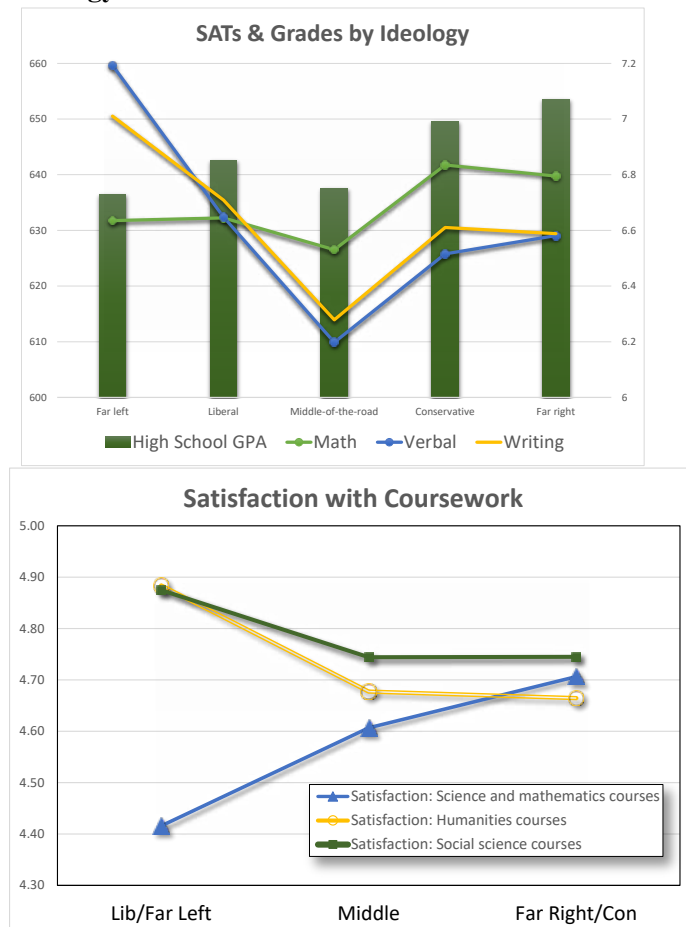 SATs & Grades by Ideology
660 7.2
650 7
640 6.8
630 6.6
620 6.4
610 6.2
600 6
Far left Liberal Middle-of-the-road Conservative Far right
High School GPA Math Verbal Writing
Satisfaction with Coursework
5.00
4.90
4.80
4.70
4.60
4.50
Satisfaction: Science and mathematics courses
Satisfaction: Humanities courses
4.40
Satisfaction: Social science courses
4.30
Lib/Far Left Middle Far Right/Con